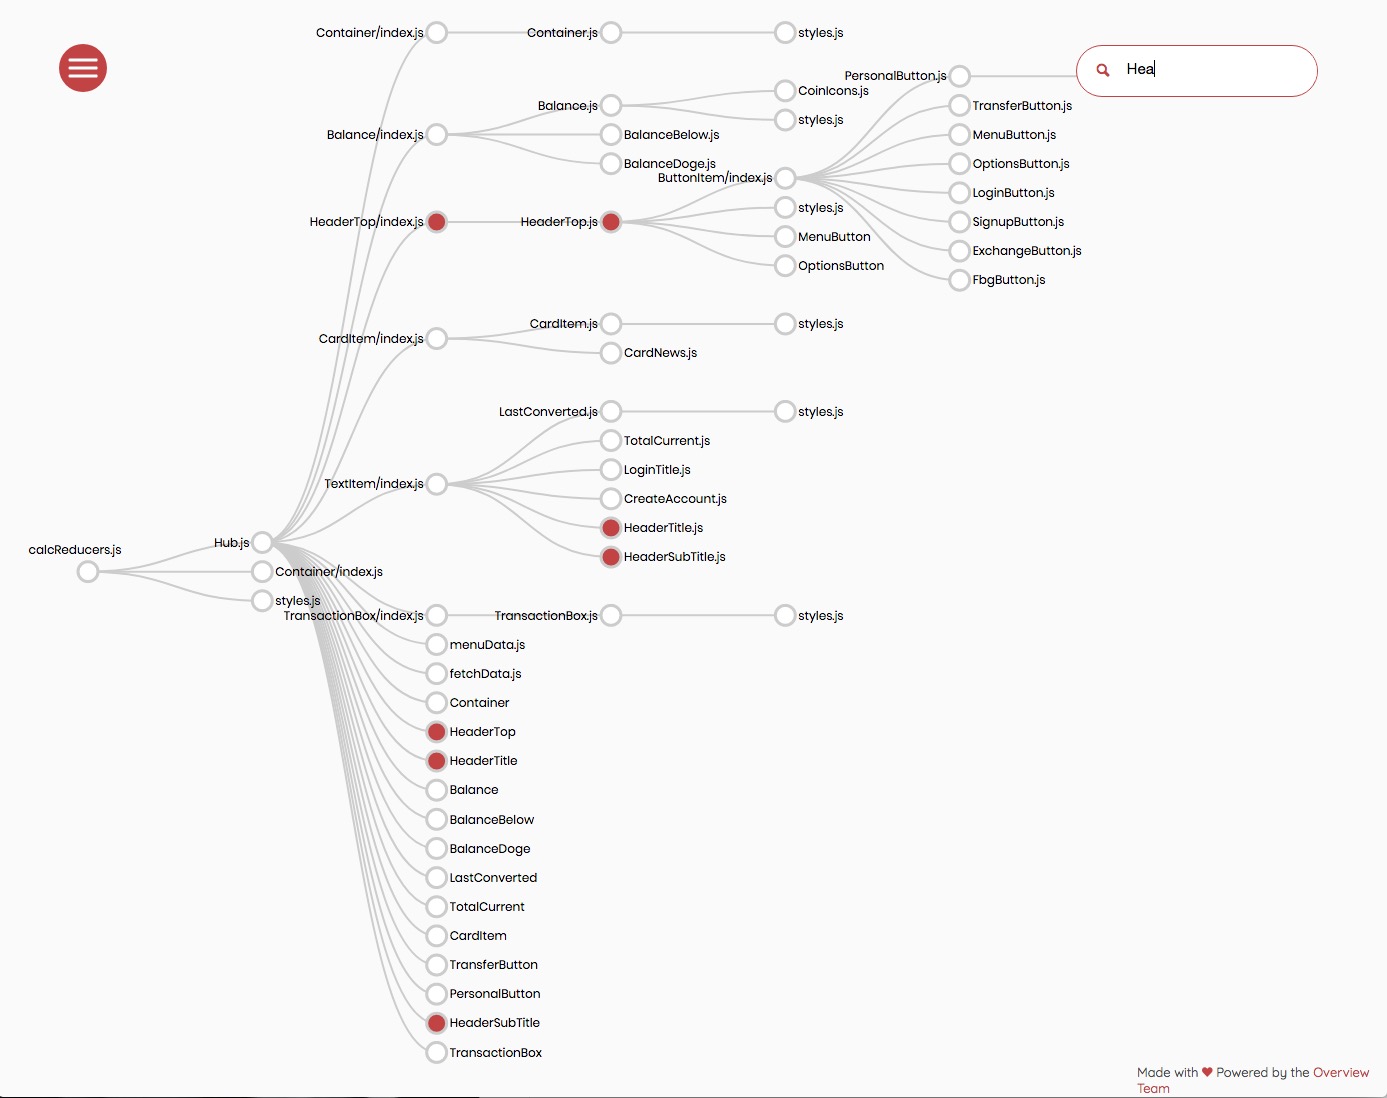 Container/index.js
Container.js
styles.js
Hea
PersonalButton.js
CoinIcons.js
Balance.js
TransferButton.js
styles.js
Balance/index.js
BalanceBelow.js
MenuButton.js
BalanceDoge.js
OptionsButton.js
ButtonItem/index.js
LoginButton.js
styles.js
HeaderTop/index.js
HeaderTop.js
SignupButton.js
MenuButton
ExchangeButton.js
OptionsButton
FbgButton.js
CardItem.js
styles.js
CardItem/index.js
CardNews.js
LastConverted.js
styles.js
TotalCurrent.js
LoginTitle.js
TextItem/index.js
CreateAccount.js
HeaderTitle.js
Hub.js
calcReducers.js
HeaderSubTitle.js
Container/index.js
styles.js
TransactionBox/index.js
TransactionBox.js
styles.js
menuData.js
fetchData.js
Container
HeaderTop
HeaderTitle
Balance
BalanceBelow
BalanceDoge
LastConverted
TotalCurrent
CardItem
TransferButton
PersonalButton
HeaderSubTitle
TransactionBox
Made with ♥ Powered by the Overview
Team